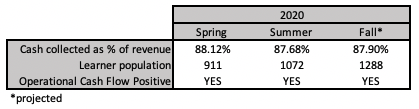 2020
Spring Summer Fall*
Cash collected as % of revenue 88.12% 87.68% 87.90%
Learner population 911 1072 1288
Operational Cash Flow Positive YES YES YES
*projected